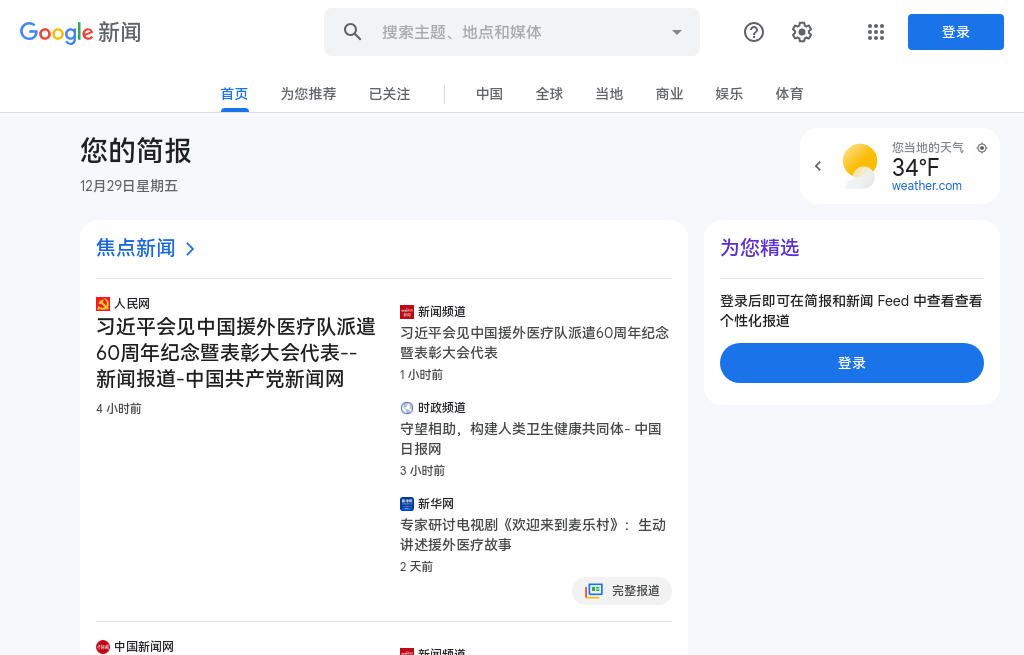 Google 新闻
搜索主题、地点和媒体
登录
首页
为您推荐
已关注
中国
全球
当地
商业
娱乐
体育
您的简报
12月29日星期五
您当地的天气
34°F
weather.com
焦点新闻
人民网
习近平会见中国援外医疗队派遣
60周年纪念暨表彰大会代表--
新闻报道-中国共产党新闻网
4 小时前
新闻频道
习近平会见中国援外医疗队派遣60周年纪念
暨表彰大会代表
1 小时前
时政频道
守望相助，构建人类卫生健康共同体- 中国
日报网
3 小时前
新华网
专家研讨电视剧《欢迎来到麦乐村》：生动
讲述援外医疗故事
2 天前
完整报道
中国新闻网
新闻频道
为您精选
登录后即可在简报和新闻 Feed 中查看查看
个性化报道
登录